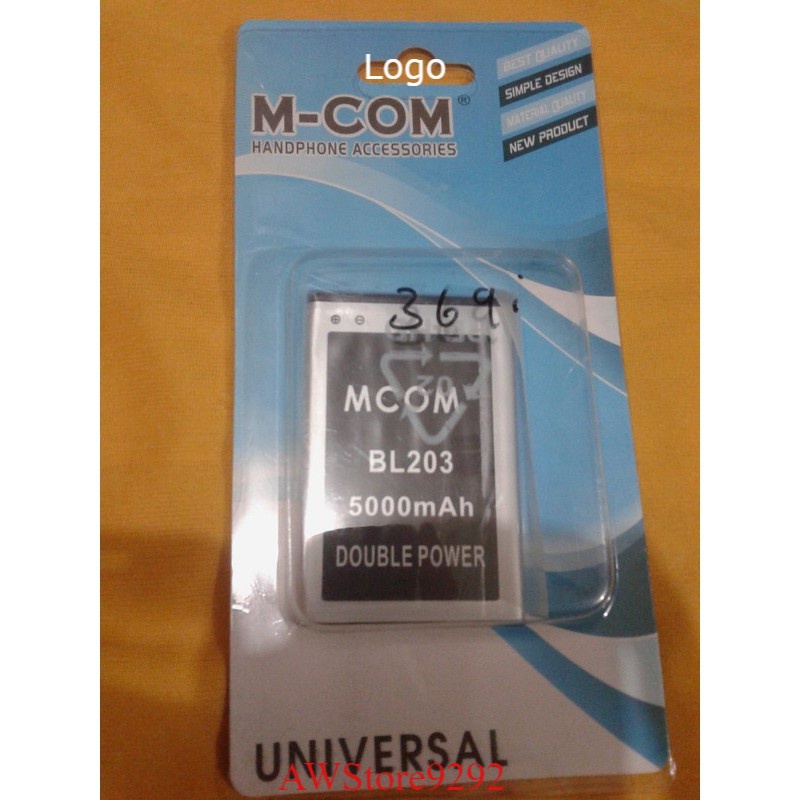 Logo
M-COM®
HANDPHONE ACCESSORIES
BEST QUALITY
SIMPLE DESIGN
MATERIAL QUALITY
NEW PRODUCT
369
⊕ ⊖
02
MCOM
BL203
5000mAh
DOUBLE POWER
UNIVERSAL
AWStore9292